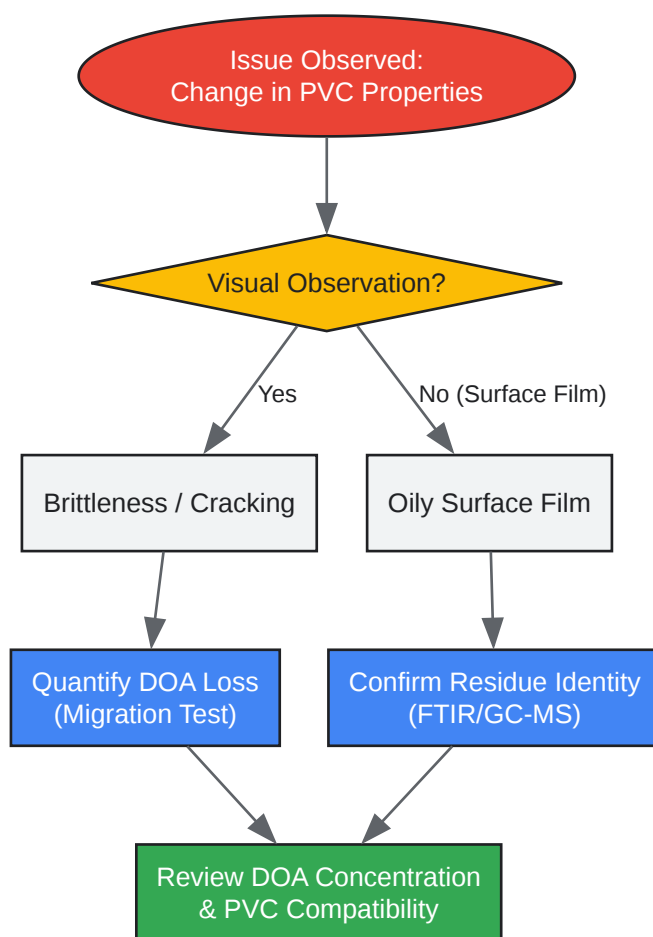 Issue Observed:
Change in PVC Properties
Visual Observation?
Yes
No (Surface Film)
Brittleness / Cracking
Oily Surface Film
Quantify DOA Loss
(Migration Test)
Confirm Residue Identity
(FTIR/GC-MS)
Review DOA Concentration
& PVC Compatibility